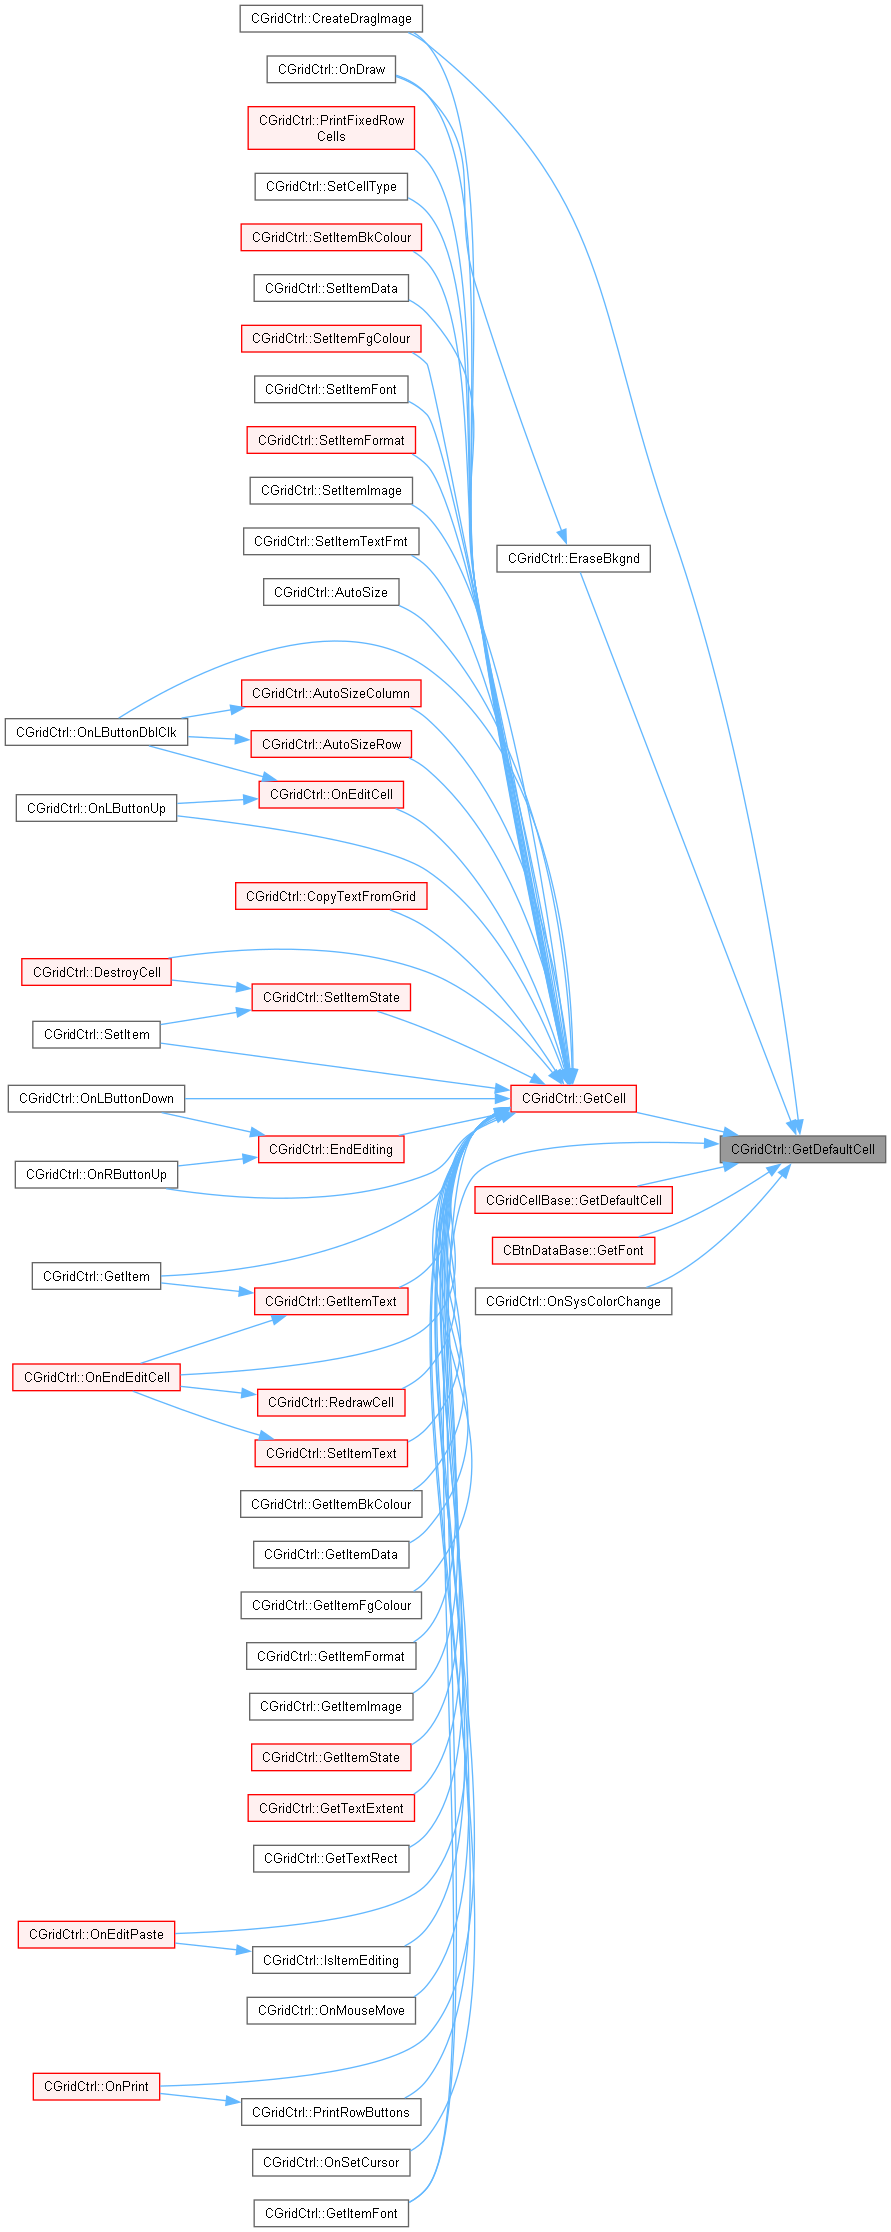 CGridCtrl::CreateDragImage
CGridCtrl::OnDraw
CGridCtrl::PrintFixedRow
Cells
CGridCtrl::SetCellType
CGridCtrl::SetItemBkColour
CGridCtrl::SetItemData
CGridCtrl::SetItemFgColour
CGridCtrl::SetItemFont
CGridCtrl::SetItemFormat
CGridCtrl::SetItemImage
CGridCtrl::SetItemTextFmt
CGridCtrl::EraseBkgnd
CGridCtrl::AutoSize
CGridCtrl::AutoSizeColumn
CGridCtrl::OnLButtonDblClk
CGridCtrl::AutoSizeRow
CGridCtrl::OnEditCell
CGridCtrl::OnLButtonUp
CGridCtrl::CopyTextFromGrid
CGridCtrl::DestroyCell
CGridCtrl::SetItemState
CGridCtrl::SetItem
CGridCtrl::OnLButtonDown
CGridCtrl::GetCell
CGridCtrl::EndEditing
CGridCtrl::GetDefaultCell
CGridCtrl::OnRButtonUp
CGridCellBase::GetDefaultCell
CBtnDataBase::GetFont
CGridCtrl::GetItem
CGridCtrl::GetItemText
CGridCtrl::OnSysColorChange
CGridCtrl::OnEndEditCell
CGridCtrl::RedrawCell
CGridCtrl::SetItemText
CGridCtrl::GetItemBkColour
CGridCtrl::GetItemData
CGridCtrl::GetItemFgColour
CGridCtrl::GetItemFormat
CGridCtrl::GetItemImage
CGridCtrl::GetItemState
CGridCtrl::GetTextExtent
CGridCtrl::GetTextRect
CGridCtrl::OnEditPaste
CGridCtrl::IsItemEditing
CGridCtrl::OnMouseMove
CGridCtrl::OnPrint
CGridCtrl::PrintRowButtons
CGridCtrl::OnSetCursor
CGridCtrl::GetItemFont